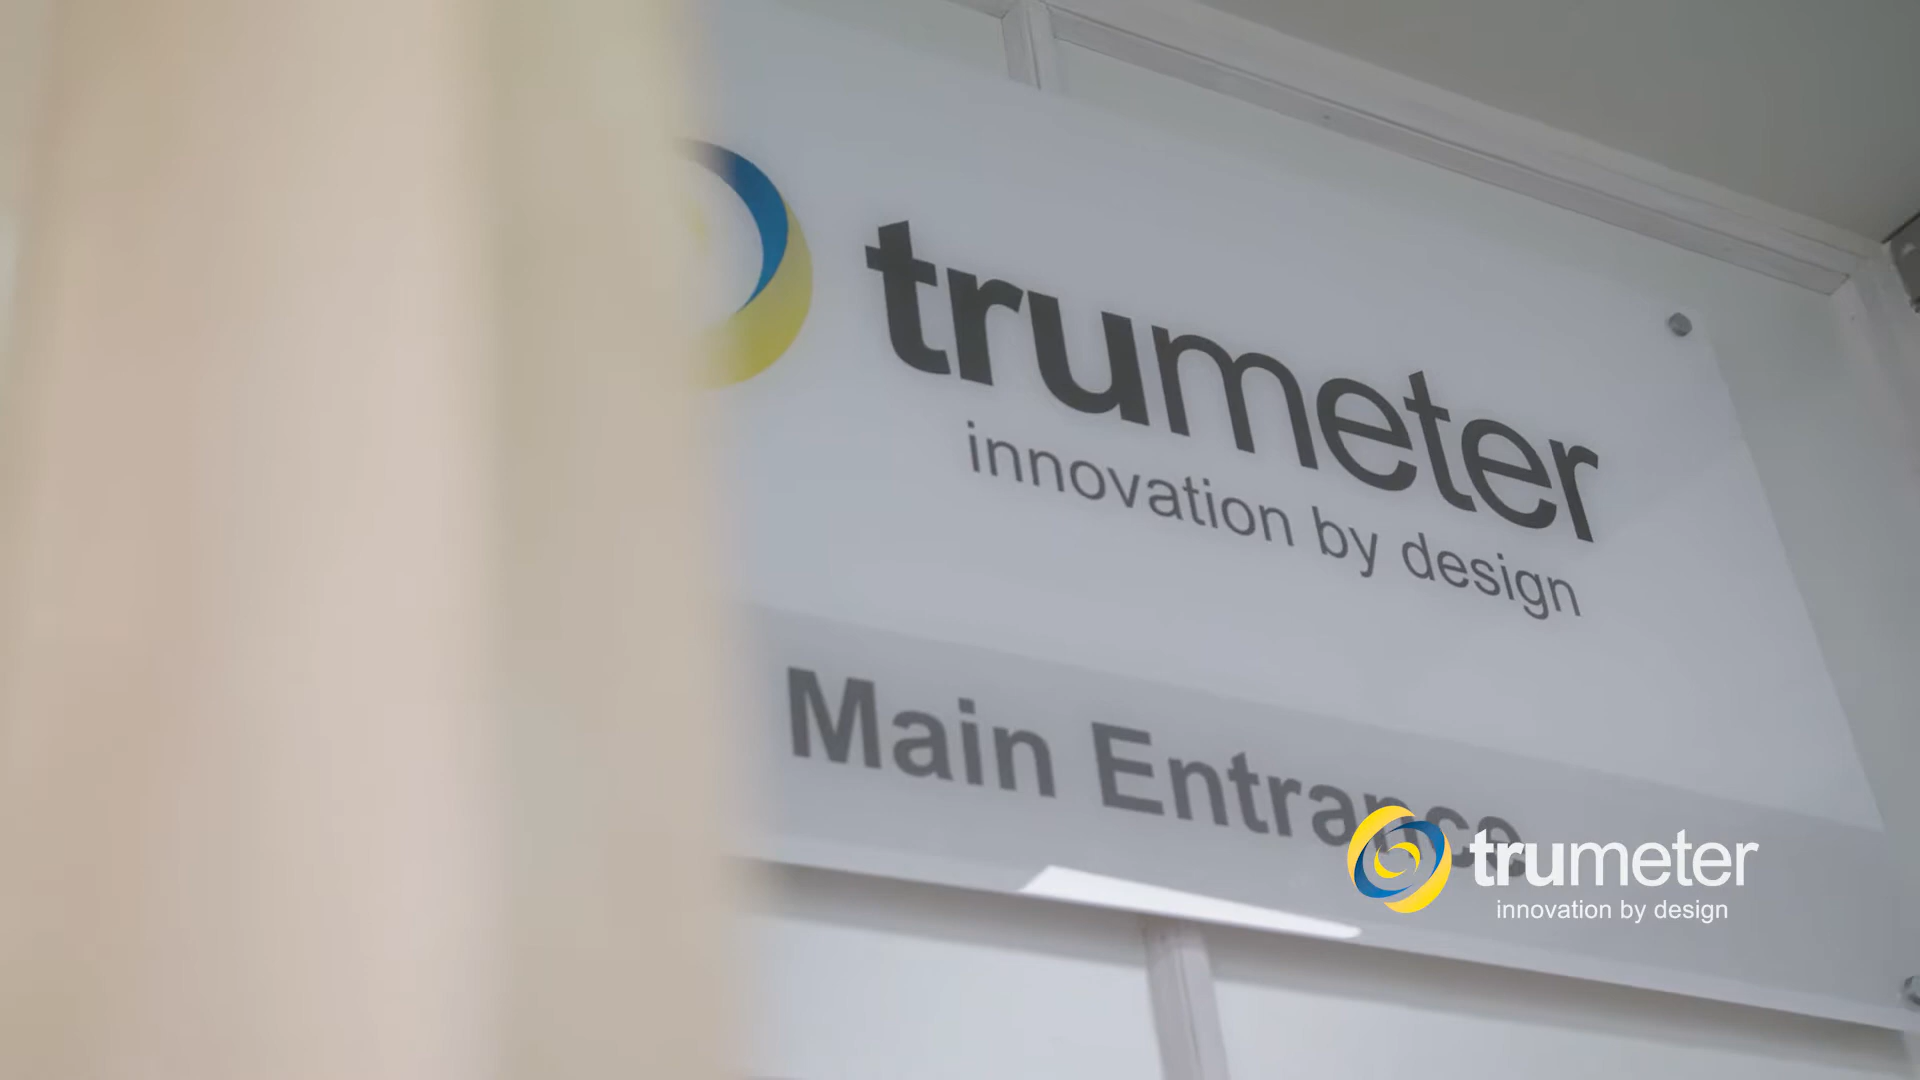 trumeter
innovation by design
Main Entrance
trumeter
innovation by design